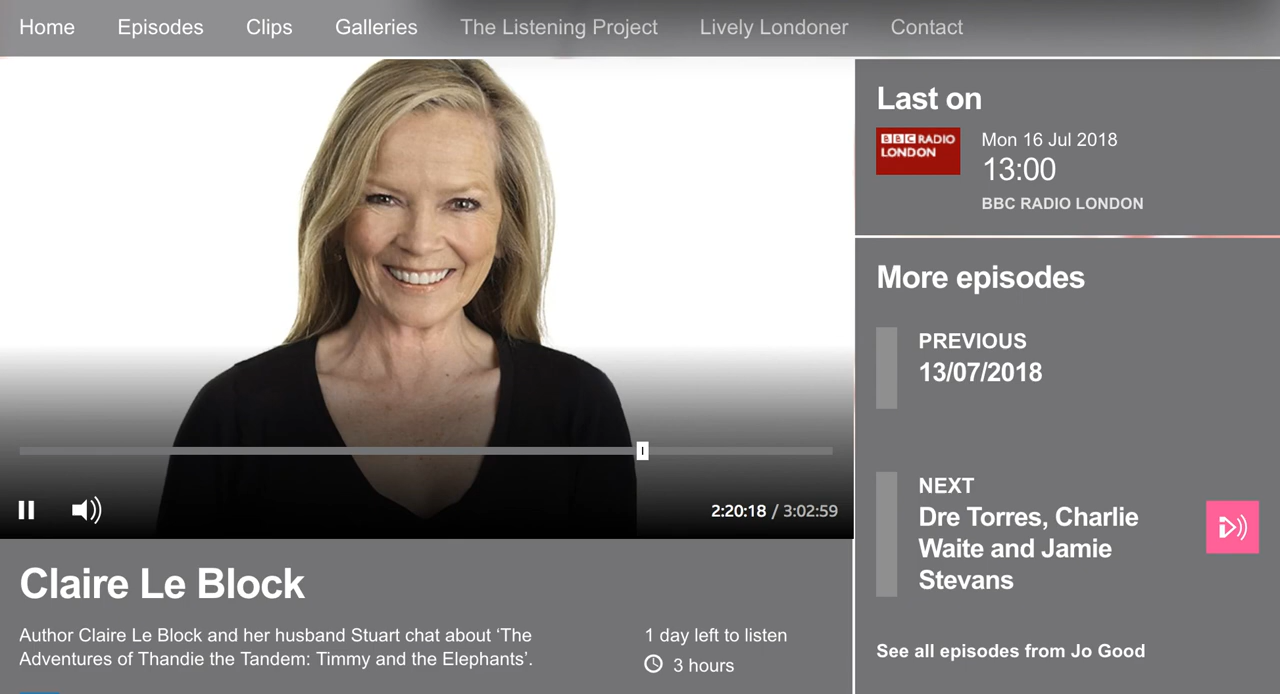 Home Episodes Clips Galleries The Listening Project Lively Londoner Contact
2:20:18 / 3:02:59
Claire Le Block
Author Claire Le Block and her husband Stuart chat about ‘The
Adventures of Thandie the Tandem: Timmy and the Elephants’.
1 day left to listen
3 hours
Last on
BBC RADIO
LONDON
Mon 16 Jul 2018
13:00
BBC RADIO LONDON
More episodes
PREVIOUS
13/07/2018
NEXT
Dre Torres, Charlie
Waite and Jamie
Stevans
See all episodes from Jo Good